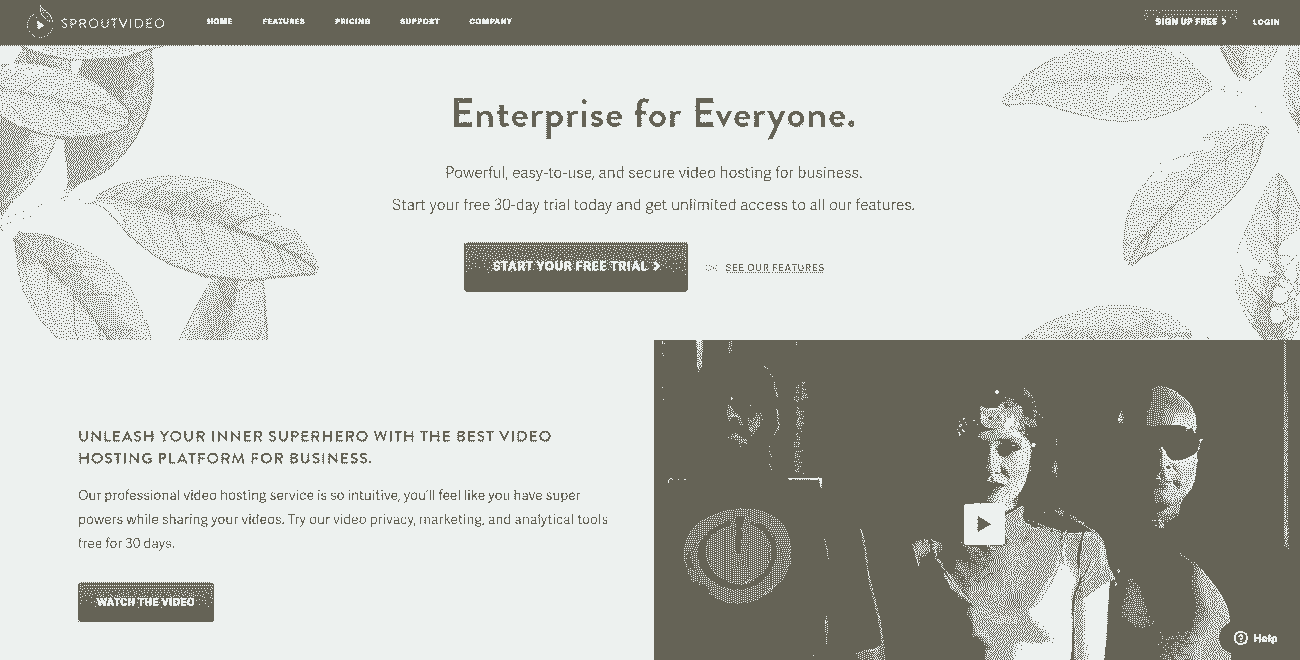 SPROUTVIDEO HOME FEATURES PRICING SUPPORT COMPANY SIGN UP FREE LOGIN
Enterprise for Everyone.
Powerful, easy-to-use, and secure video hosting for business.
Start your free 30-day trial today and get unlimited access to all our features.
START YOUR FREE TRIAL SEE OUR FEATURES
UNLEASH YOUR INNER SUPERHERO WITH THE BEST VIDEO
HOSTING PLATFORM FOR BUSINESS.
Our professional video hosting service is so intuitive, you'll feel like you have super
powers while sharing your videos. Try our video privacy, marketing, and analytical tools
free for 30 days.
WATCH THE VIDEO
Help